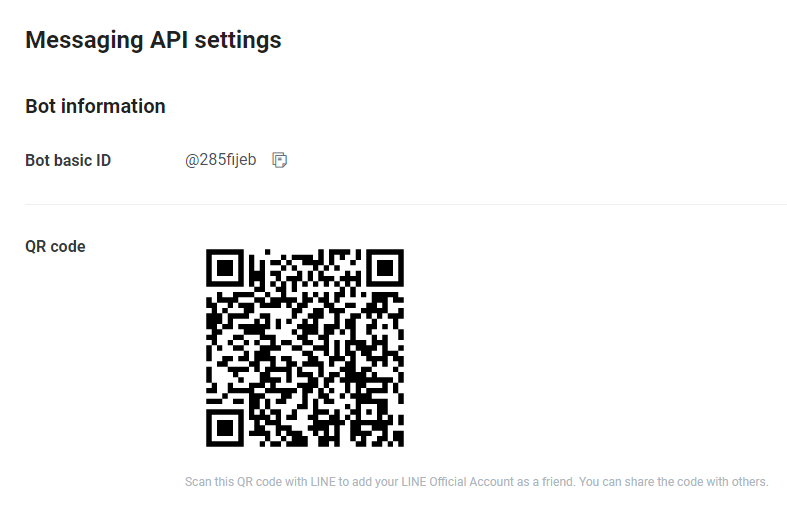 Messaging API settings
Bot information
Bot basic ID @285fijeb
QR code
Scan this QR code with LINE to add your LINE Official Account as a friend. You can share the code with others.